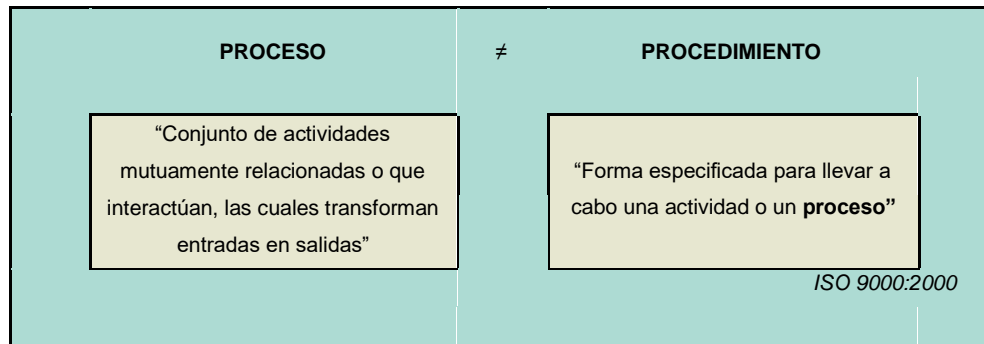 PROCESO ≠ PROCEDIMIENTO
“Conjunto de actividades
mutuamente relacionadas o que
interactúan, las cuales transforman
entradas en salidas”
“Forma especificada para llevar a
cabo una actividad o un proceso”
ISO 9000:2000